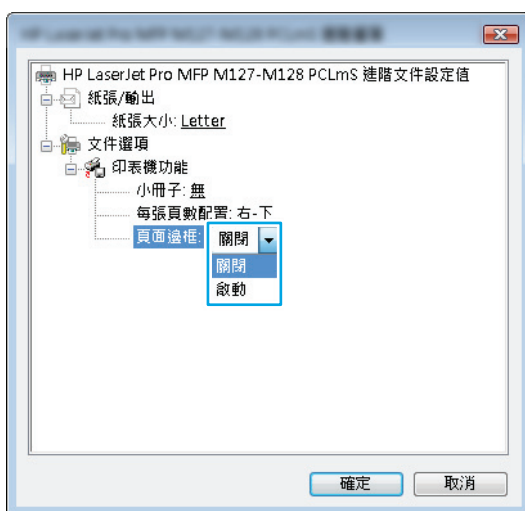 HP LaserJet Pro MFP M127-M128 PCLmS 進階文件設定值
紙張/輸出
紙張大小: Letter
文件選項
印表機功能
小冊子: 無
每張頁數配置: 右-下
頁面邊框: 關閉
關閉
啟動
確定
取消